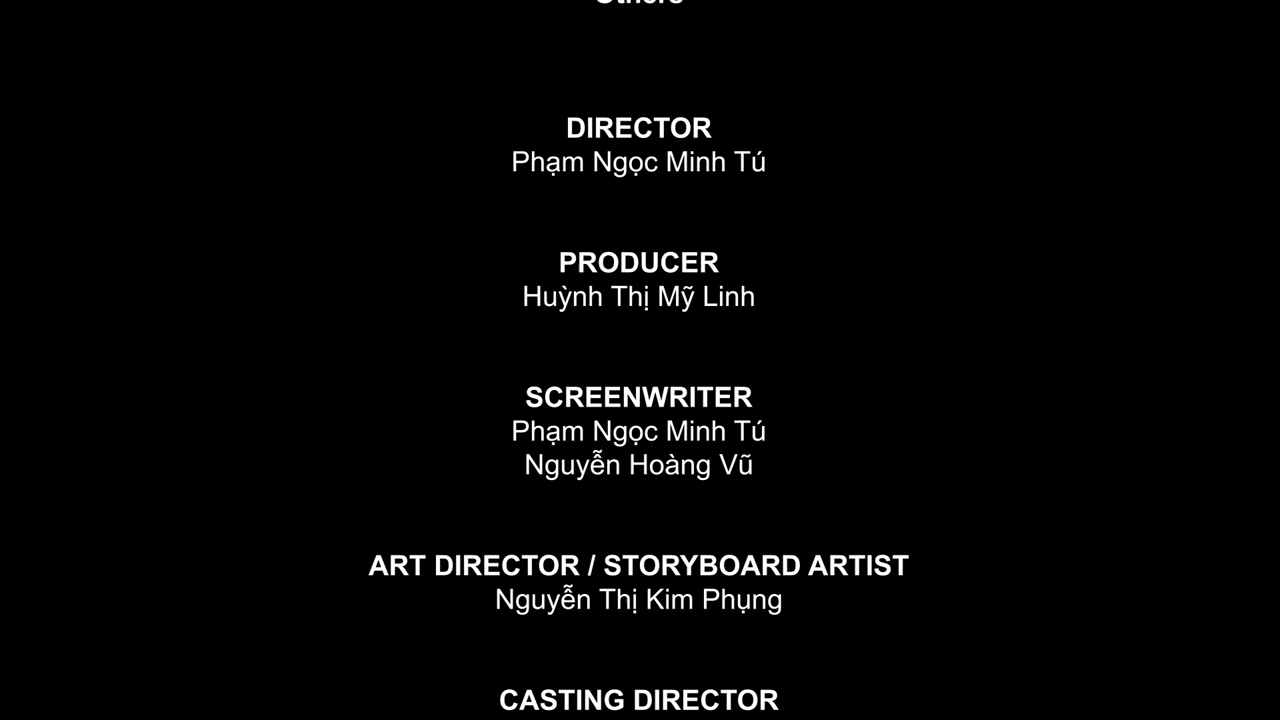 Others
DIRECTOR
Phạm Ngọc Minh Tú
PRODUCER
Huỳnh Thị Mỹ Linh
SCREENWRITER
Phạm Ngọc Minh Tú
Nguyễn Hoàng Vũ
ART DIRECTOR / STORYBOARD ARTIST
Nguyễn Thị Kim Phụng
CASTING DIRECTOR